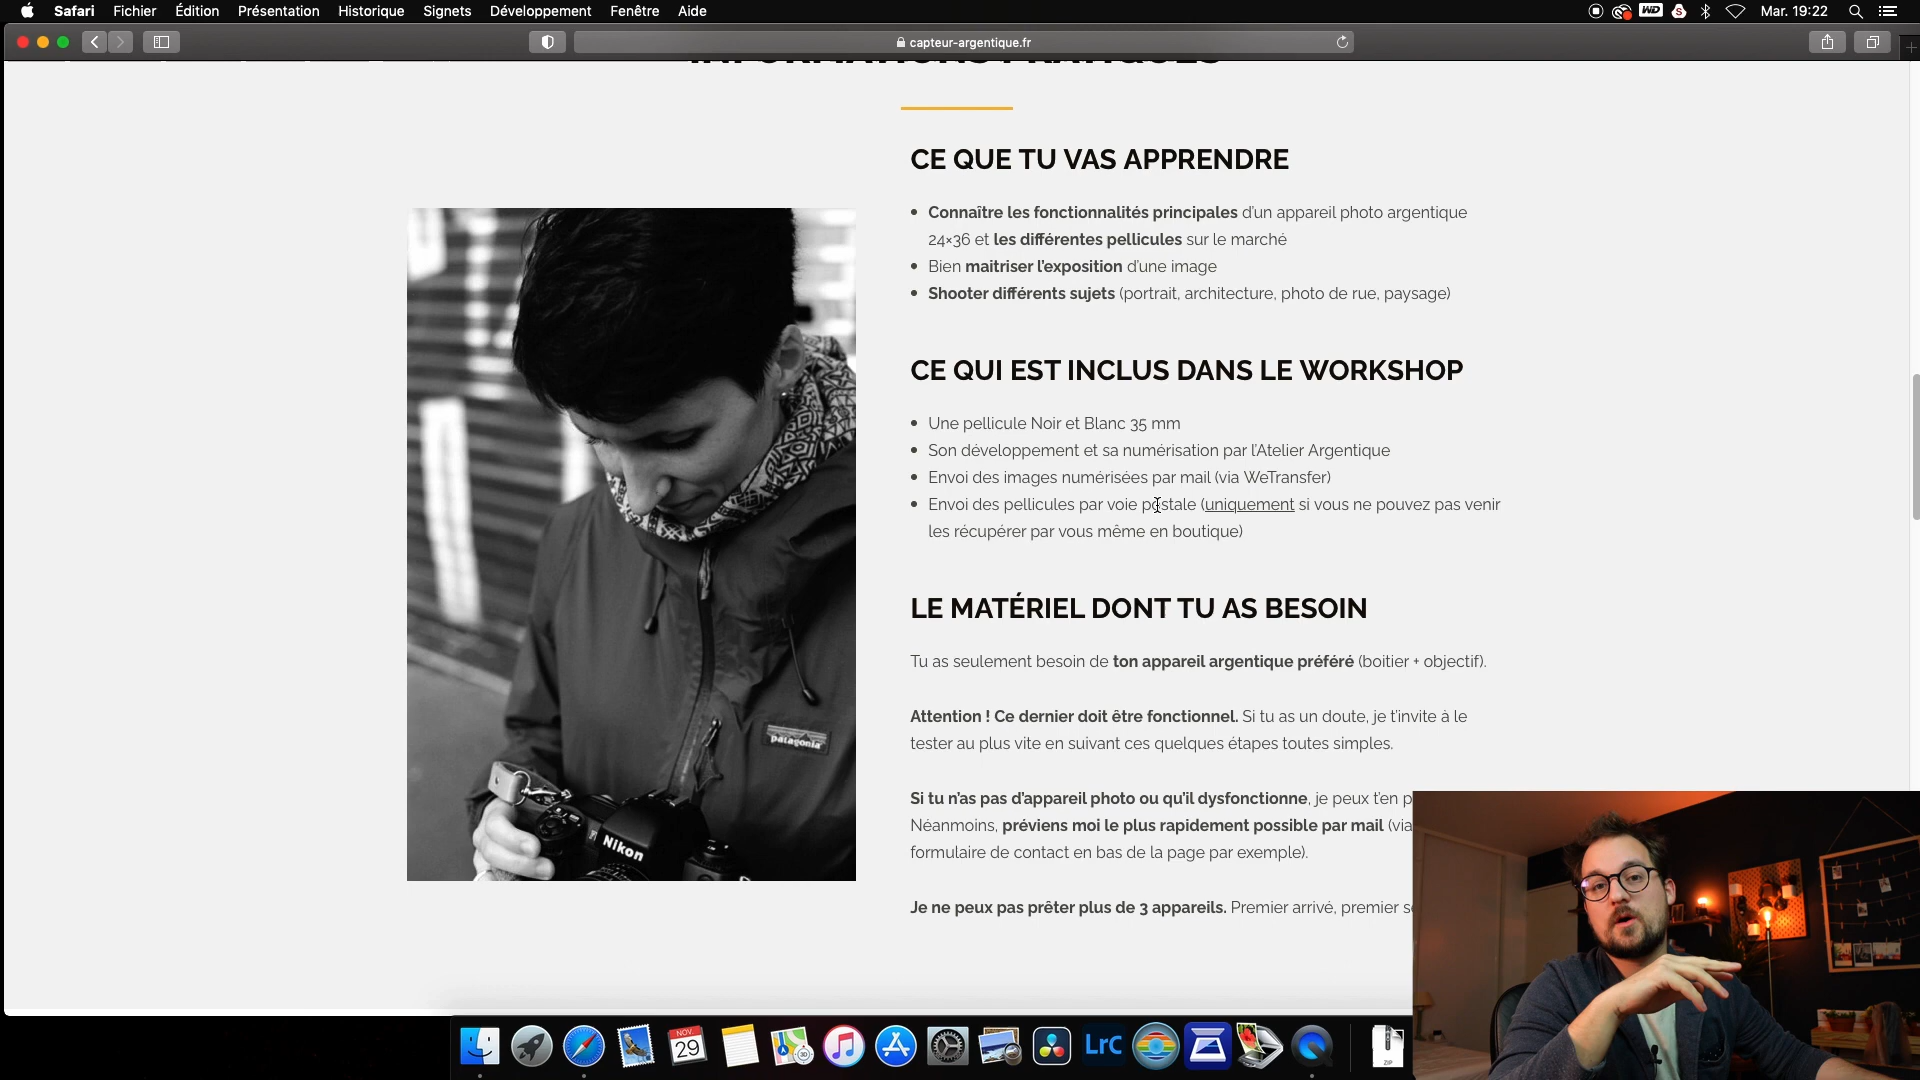 Safari Fichier Édition Présentation Historique Signets Développement Fenêtre Aide
WD
S
Mar. 19:22
capteur-argentique.fr
INFORMATIONS PRATIQUES
CE QUE TU VAS APPRENDRE
Connaître les fonctionnalités principales d'un appareil photo argentique
24×36 et les différentes pellicules sur le marché
Bien maitriser l'exposition d'une image
Shooter différents sujets (portrait, architecture, photo de rue, paysage)
CE QUI EST INCLUS DANS LE WORKSHOP
Une pellicule Noir et Blanc 35 mm
Son développement et sa numérisation par l'Atelier Argentique
Envoi des images numérisées par mail (via WeTransfer)
Envoi des pellicules par voie postale (uniquement si vous ne pouvez pas venir
les récupérer par vous même en boutique)
LE MATÉRIEL DONT TU AS BESOIN
Tu as seulement besoin de ton appareil argentique préféré (boitier + objectif).
Attention ! Ce dernier doit être fonctionnel. Si tu as un doute, je t'invite à le
tester au plus vite en suivant ces quelques étapes toutes simples.
Si tu n'as pas d'appareil photo ou qu'il dysfonctionne, je peux t'en p
Néanmoins, préviens moi le plus rapidement possible par mail (via
formulaire de contact en bas de la page par exemple).
Je ne peux pas prêter plus de 3 appareils. Premier arrivé, premier s
patagonia
Nikon
NOV.
29
LrC
ZIP